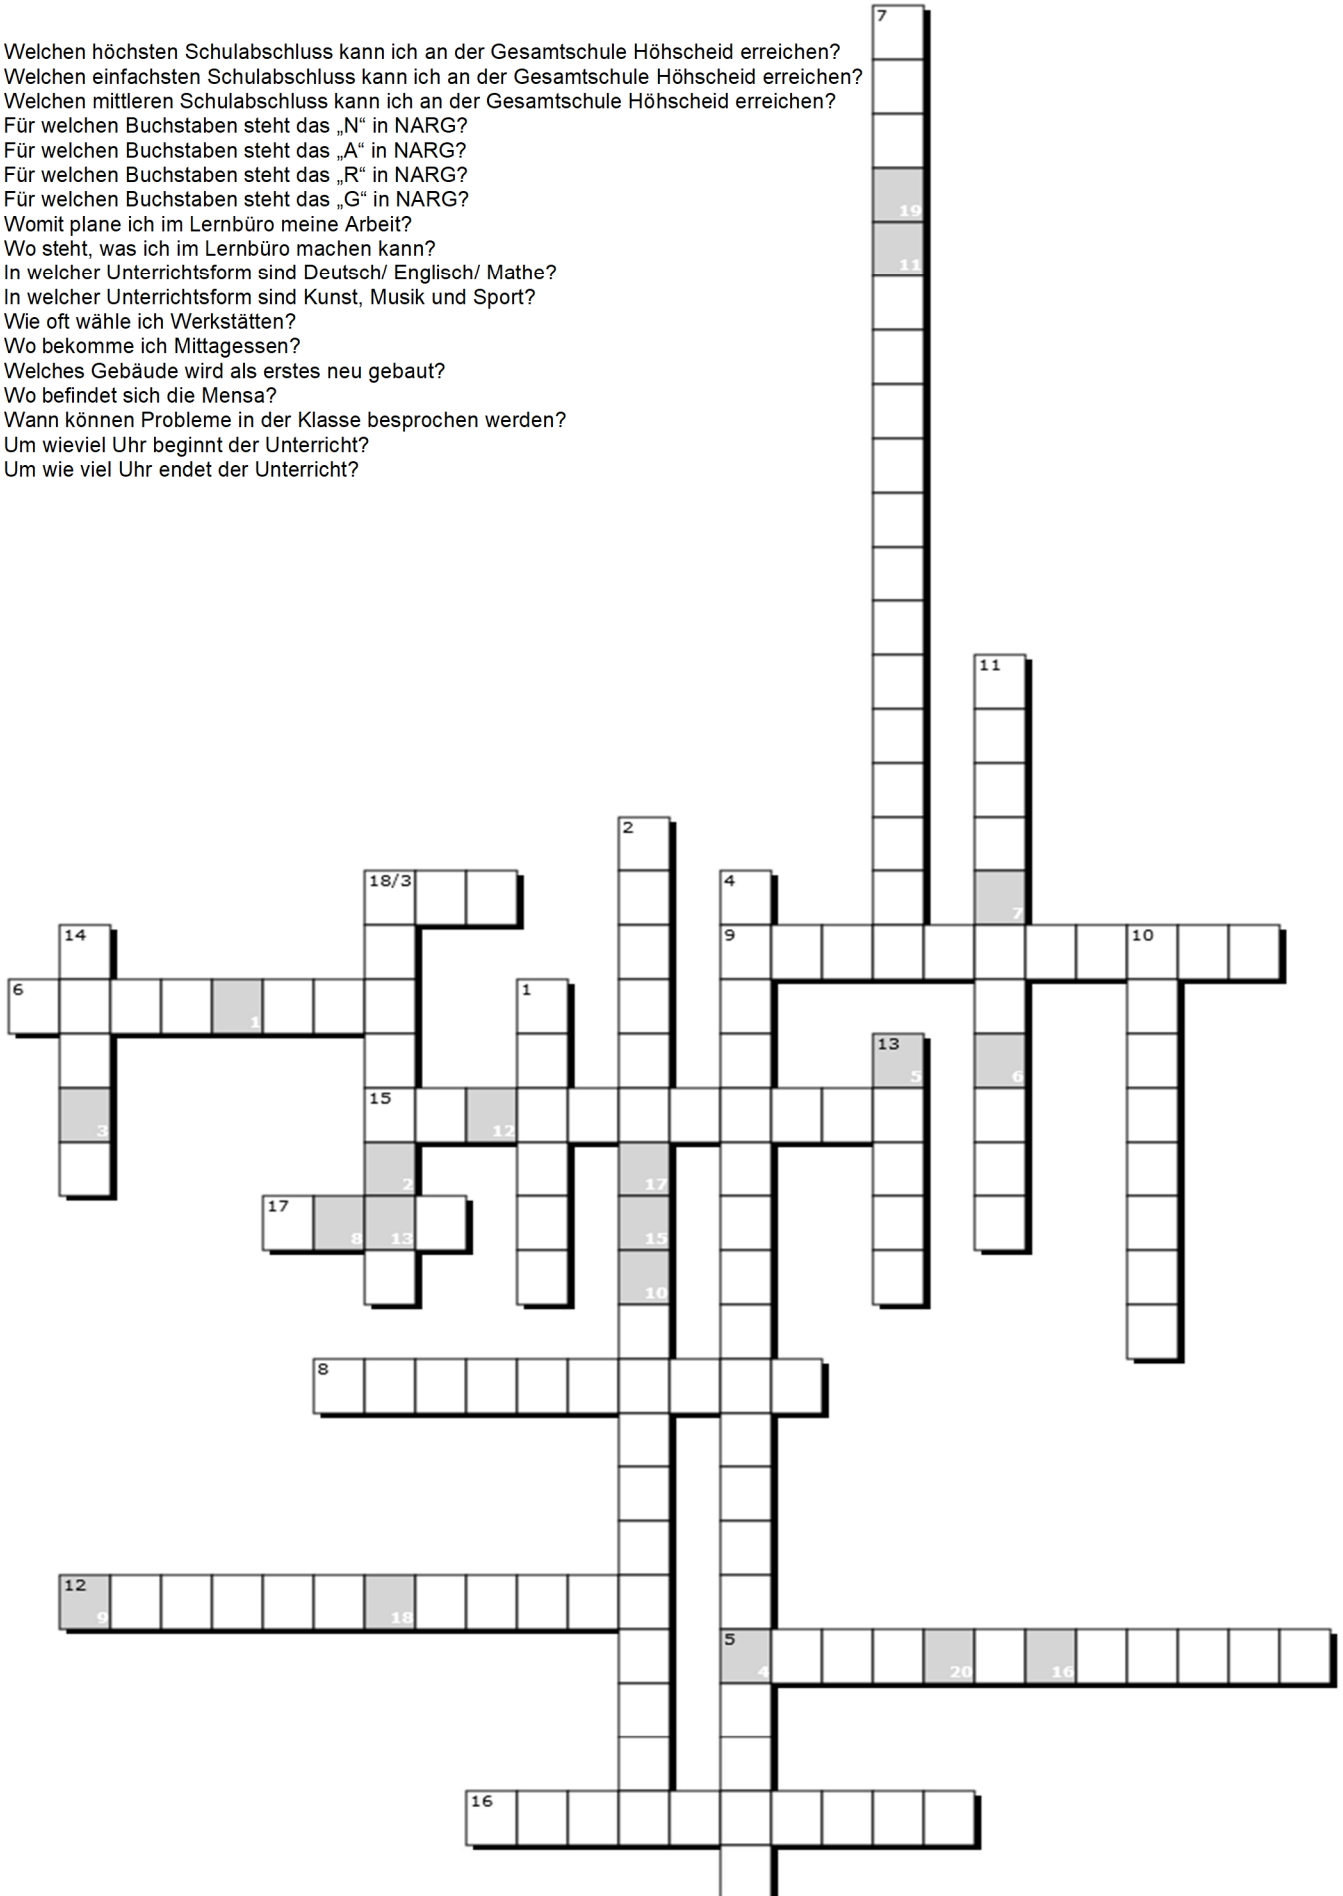 7
Welchen höchsten Schulabschluss kann ich an der Gesamtschule Höhscheid erreichen?
Welchen einfachsten Schulabschluss kann ich an der Gesamtschule Höhscheid erreichen?
Welchen mittleren Schulabschluss kann ich an der Gesamtschule Höhscheid erreichen?
Für welchen Buchstaben steht das „N“ in NARG?
Für welchen Buchstaben steht das „A“ in NARG?
Für welchen Buchstaben steht das „R“ in NARG?
Für welchen Buchstaben steht das „G“ in NARG?
Womit plane ich im Lernbüro meine Arbeit?
Wo steht, was ich im Lernbüro machen kann?
In welcher Unterrichtsform sind Deutsch/ Englisch/ Mathe?
In welcher Unterrichtsform sind Kunst, Musik und Sport?
Wie oft wähle ich Werkstätten?
Wo bekomme ich Mittagessen?
Welches Gebäude wird als erstes neu gebaut?
Wo befindet sich die Mensa?
Wann können Probleme in der Klasse besprochen werden?
Um wieviel Uhr beginnt der Unterricht?
Um wie viel Uhr endet der Unterricht?
19
11
11
2
18/3 4
7
14 9 10
6 1 1
13 5 6
15 12
3
2 17
17 8 13 15
10
8
12 9 18
5 4 20 16
16